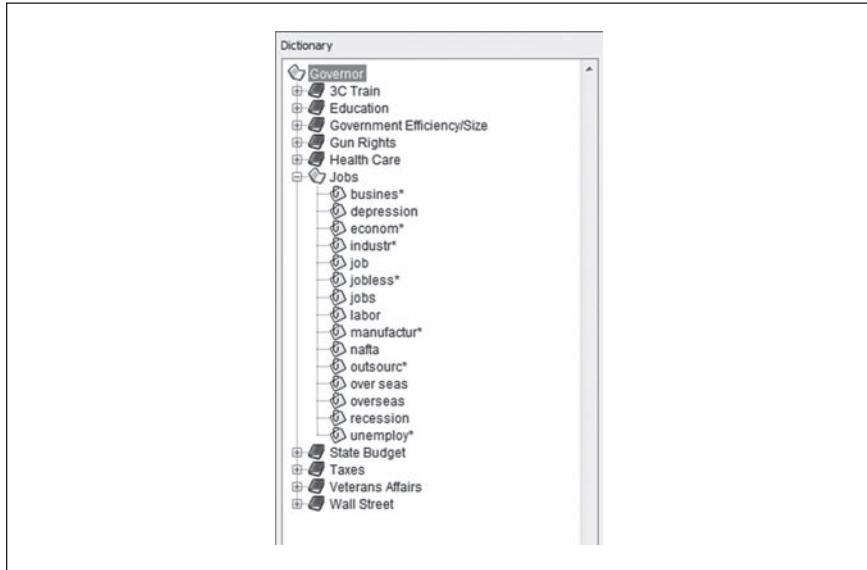 Dictionary
Governor
3C Train
Education
Government Efficiency/Size
Gun Rights
Health Care
Jobs
busines*
depression
econom*
industr*
job
jobless*
jobs
labor
manufactur*
nafta
outsourc*
over seas
overseas
recession
unemploy*
State Budget
Taxes
Veterans Affairs
Wall Street